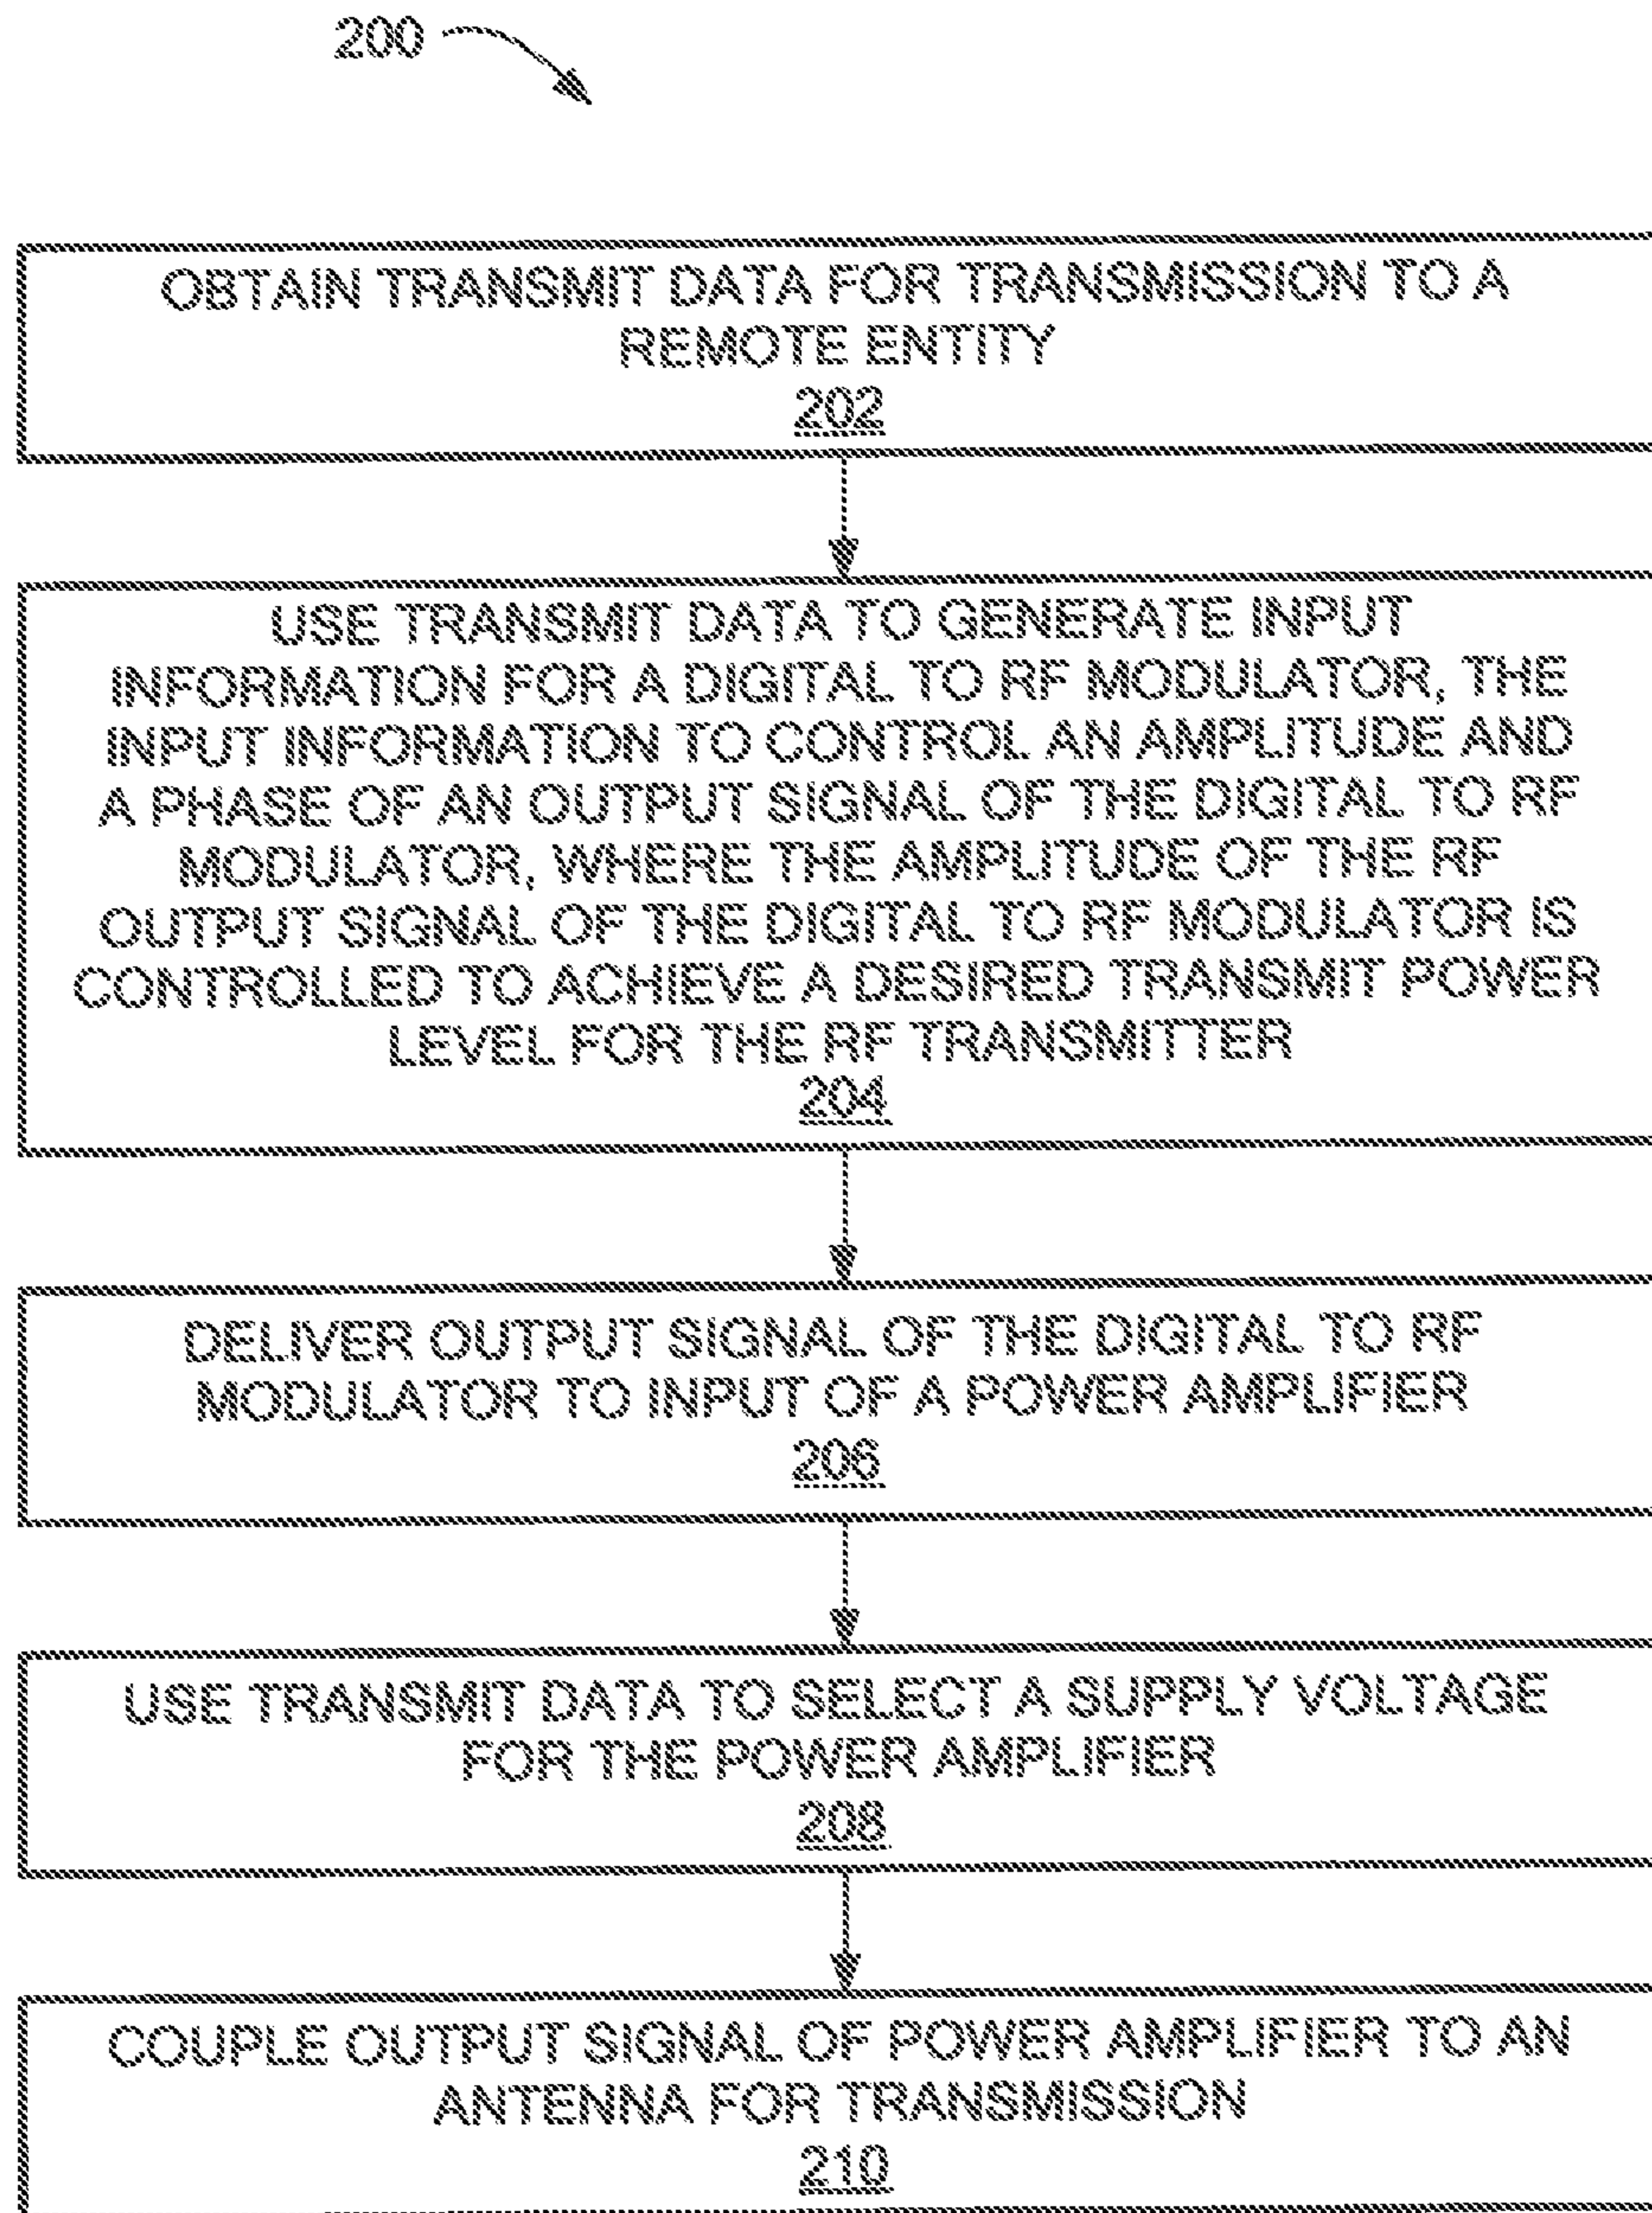 200
OBTAIN TRANSMIT DATA FOR TRANSMISSION TO A
REMOTE ENTITY
202
USE TRANSMIT DATA TO GENERATE INPUT
INFORMATION FOR A DIGITAL TO RF MODULATOR, THE
INPUT INFORMATION TO CONTROL AN AMPLITUDE AND
A PHASE OF AN OUTPUT SIGNAL OF THE DIGITAL TO RF
MODULATOR, WHERE THE AMPLITUDE OF THE RF
OUTPUT SIGNAL OF THE DIGITAL TO RF MODULATOR IS
CONTROLLED TO ACHIEVE A DESIRED TRANSMIT POWER
LEVEL FOR THE RF TRANSMITTER
204
DELIVER OUTPUT SIGNAL OF THE DIGITAL TO RF
MODULATOR TO INPUT OF A POWER AMPLIFIER
206
USE TRANSMIT DATA TO SELECT A SUPPLY VOLTAGE
FOR THE POWER AMPLIFIER
208
COUPLE OUTPUT SIGNAL OF POWER AMPLIFIER TO AN
ANTENNA FOR TRANSMISSION
210